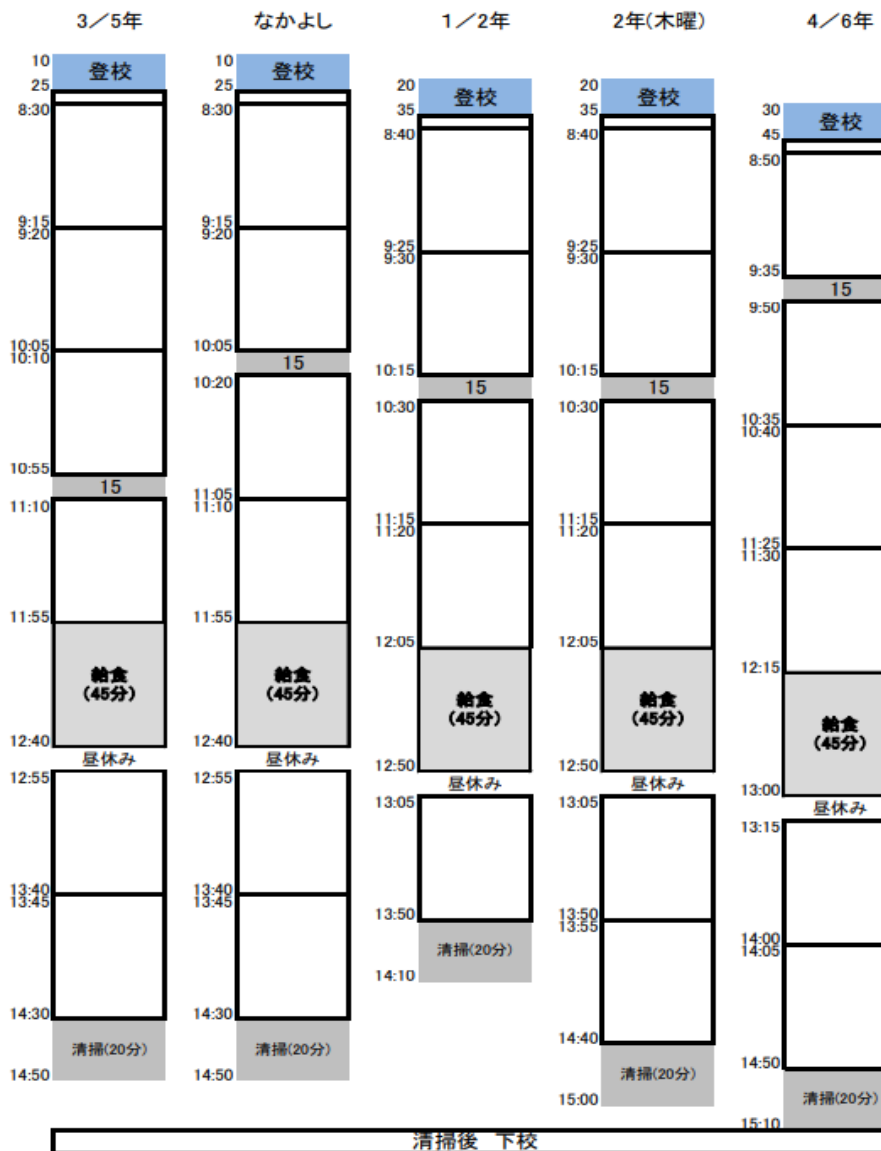 3／5年
なかよし
1／2年
2年(木曜)
4／6年
10
登校
25
8:30
9:15
9:20
10:05
10:10
10:55
15
11:10
11:55
給食
(45分)
12:40
昼休み
12:55
13:40
13:45
14:30
清掃(20分)
14:50
10
登校
25
8:30
9:15
9:20
10:05
15
10:20
11:05
11:10
11:55
給食
(45分)
12:40
昼休み
12:55
13:40
13:45
14:30
清掃(20分)
14:50
20
登校
35
8:40
9:25
9:30
10:15
15
10:30
11:15
11:20
12:05
給食
(45分)
12:50
昼休み
13:05
13:50
清掃(20分)
14:10
20
登校
35
8:40
9:25
9:30
10:15
15
10:30
11:15
11:20
12:05
給食
(45分)
12:50
昼休み
13:05
13:50
13:55
14:40
清掃(20分)
15:00
30
登校
45
8:50
9:35
15
9:50
10:35
10:40
11:25
11:30
12:15
給食
(45分)
13:00
昼休み
13:15
14:00
14:05
14:50
清掃(20分)
15:10
清掃後 下校